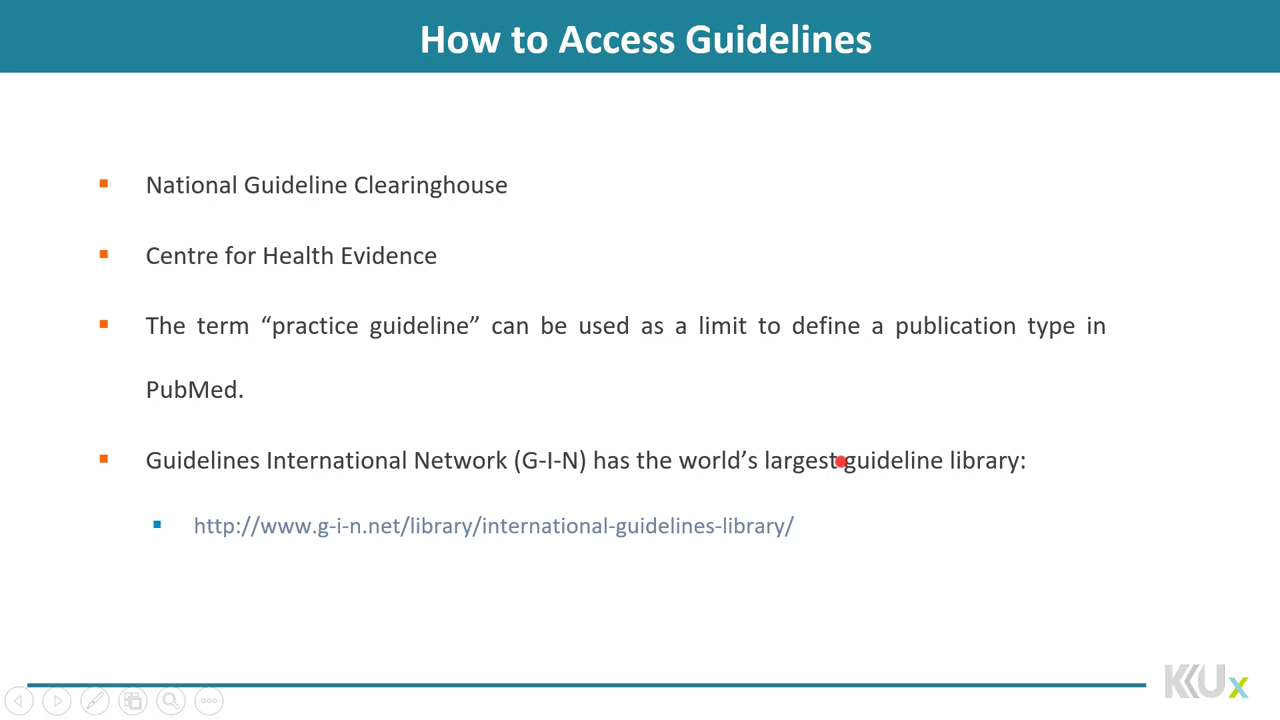 How to Access Guidelines
National Guideline Clearinghouse
Centre for Health Evidence
The term “practice guideline” can be used as a limit to define a publication type in
PubMed.
Guidelines International Network (G-I-N) has the world’s largest guideline library:
http://www.g-i-n.net/library/international-guidelines-library/
KKUx